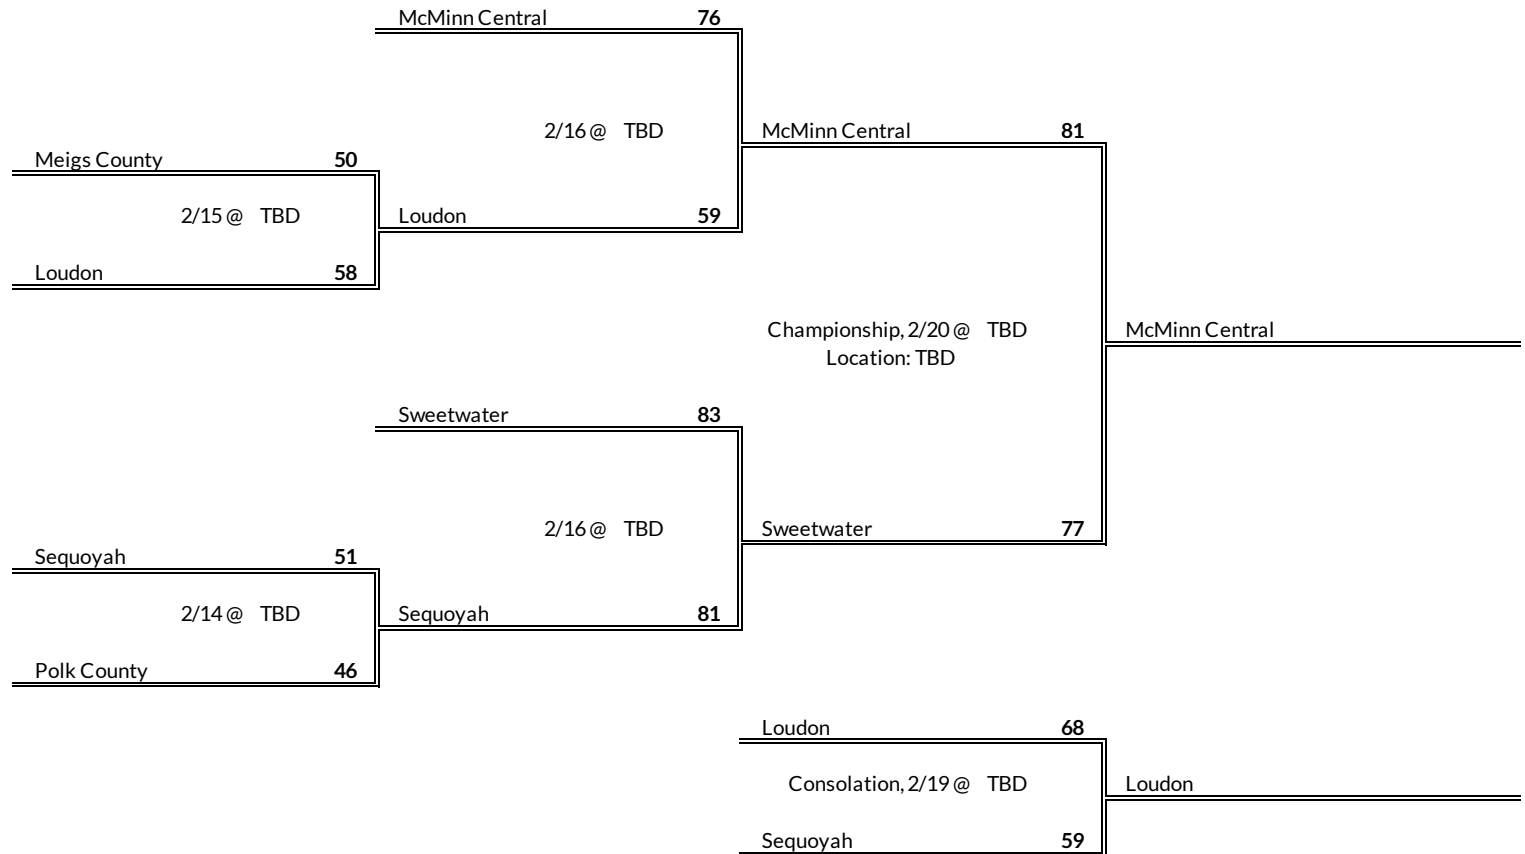 McMinn Central 76
2/16 @ TBD
McMinn Central 81
Meigs County 50
2/15 @ TBD
Loudon 59
Loudon 58
Championship, 2/20 @ TBD
McMinn Central
Location: TBD
Sweetwater 83
2/16 @ TBD
Sweetwater 77
Sequoyah 51
2/14 @ TBD
Sequoyah 81
Polk County 46
Loudon 68
Consolation, 2/19 @ TBD
Loudon
Sequoyah 59